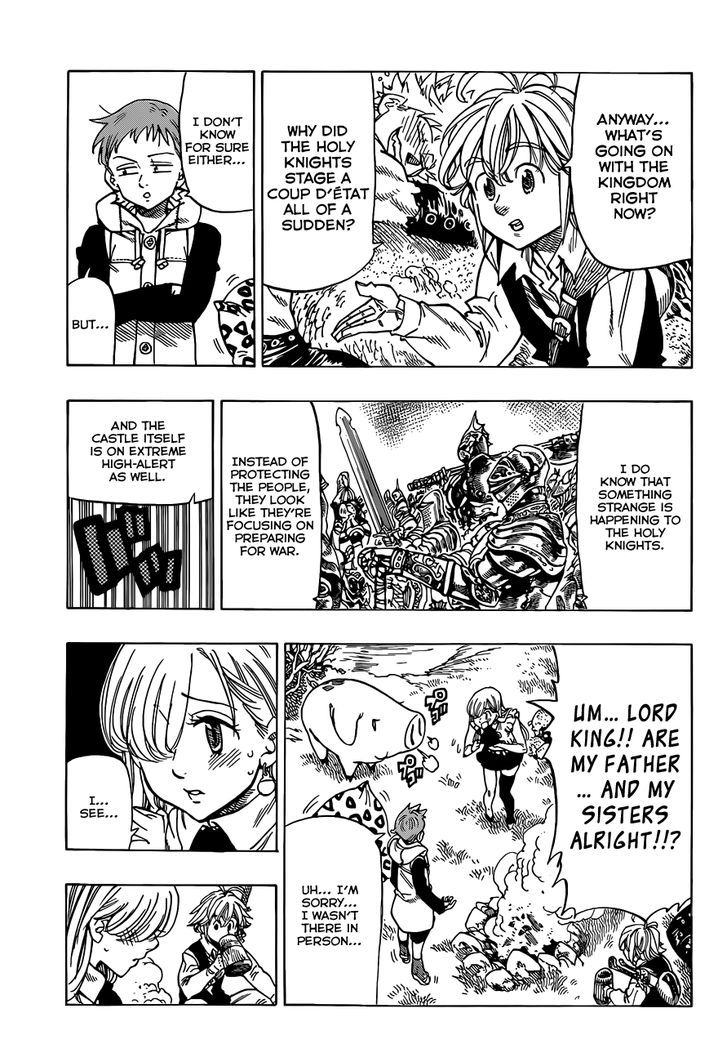 ANYWAY...
WHAT'S
GOING ON
WITH THE
KINGDOM
RIGHT
NOW?
WHY DID
THE HOLY
KNIGHTS
STAGE A
COUP D'ÉTAT
ALL OF A
SUDDEN?
I DON'T
KNOW
FOR SURE
EITHER...
BUT...
I DO
KNOW THAT
SOMETHING
STRANGE IS
HAPPENING TO
THE HOLY
KNIGHTS.
INSTEAD OF
PROTECTING
THE PEOPLE,
THEY LOOK
LIKE THEY'RE
FOCUSING ON
PREPARING
FOR WAR.
AND THE
CASTLE ITSELF
IS ON EXTREME
HIGH-ALERT
AS WELL.
UM... LORD
KING!! ARE
MY FATHER
... AND MY
SISTERS
ALRIGHT!!?
UH... I'M
SORRY...
I WASN'T
THERE IN
PERSON...
I...
SEE...